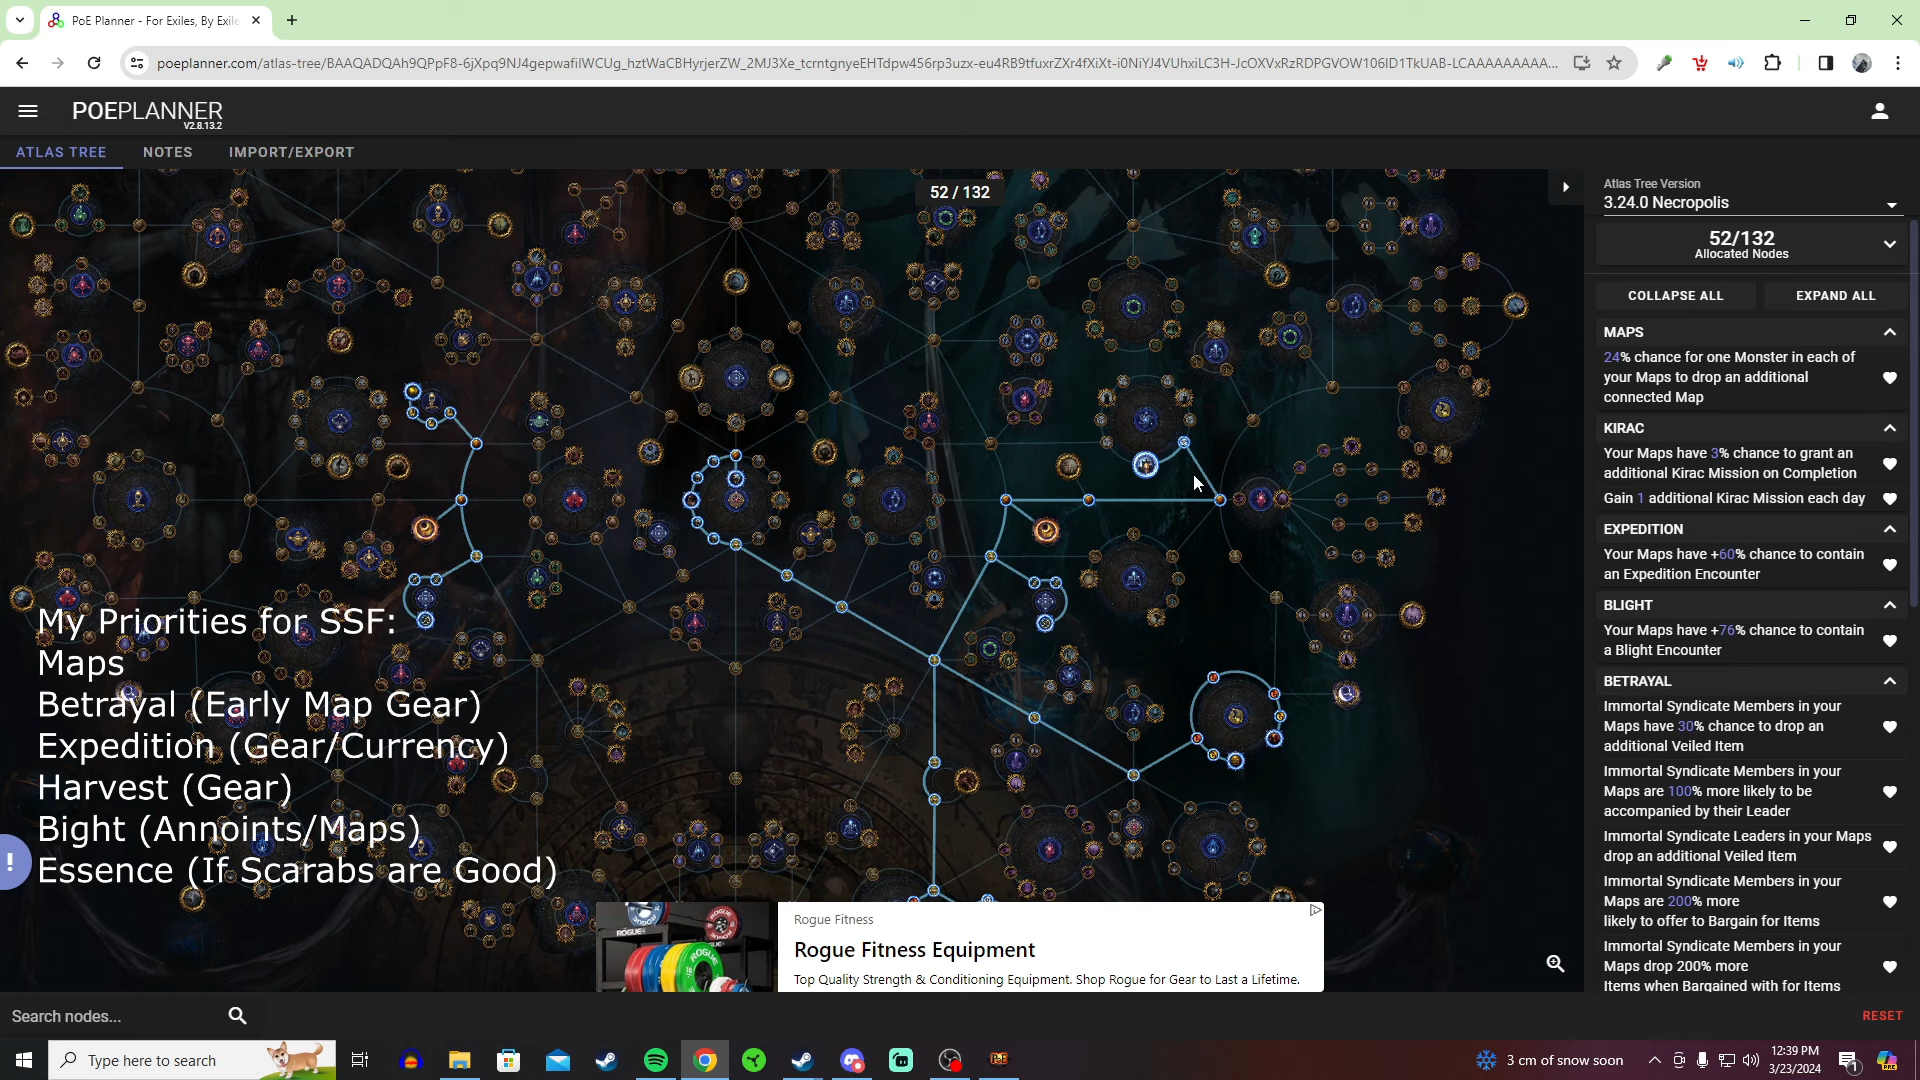 PoE Planner - For Exiles, By Exile
poeplanner.com/atlas-tree/BAAQADQAh9QPpF8-6jXpq9NJ4gepwafilWCUg_hztWaCBHyrjerZW_2MJ3Xe_tcrntgnyeEHTdpw456rp3uzx-eu4RB9tfuxrZXr4fXiXt-i0NiYJ4VUhxiLC3H-JcOXVxRzRDPGVOW106lD1TkUAB-LCAAAAAAAAA...
POEPLANNER
V2.8.13.2
ATLAS TREE
NOTES
IMPORT/EXPORT
52 / 132
Atlas Tree Version
3.24.0 Necropolis
52/132
Allocated Nodes
COLLAPSE ALL
EXPAND ALL
MAPS
24% chance for one Monster in each of
your Maps to drop an additional
connected Map
KIRAC
Your Maps have 3% chance to grant an
additional Kirac Mission on Completion
Gain 1 additional Kirac Mission each day
EXPEDITION
Your Maps have +60% chance to contain
an Expedition Encounter
BLIGHT
Your Maps have +76% chance to contain
a Blight Encounter
BETRAYAL
Immortal Syndicate Members in your
Maps have 30% chance to drop an
additional Veiled Item
Immortal Syndicate Members in your
Maps are 100% more likely to be
accompanied by their Leader
Immortal Syndicate Leaders in your Maps
drop an additional Veiled Item
Immortal Syndicate Members in your
Maps are 200% more
likely to offer to Bargain for Items
Immortal Syndicate Members in your
Maps drop 200% more
Items when Bargained with for Items
My Priorities for SSF:
Maps
Betrayal (Early Map Gear)
Expedition (Gear/Currency)
Harvest (Gear)
Bight (Annoints/Maps)
Essence (If Scarabs are Good)
!
Rogue Fitness
Rogue Fitness Equipment
Top Quality Strength & Conditioning Equipment. Shop Rogue for Gear to Last a Lifetime.
Search nodes...
RESET
Type here to search
3 cm of snow soon
12:39 PM
3/23/2024
1